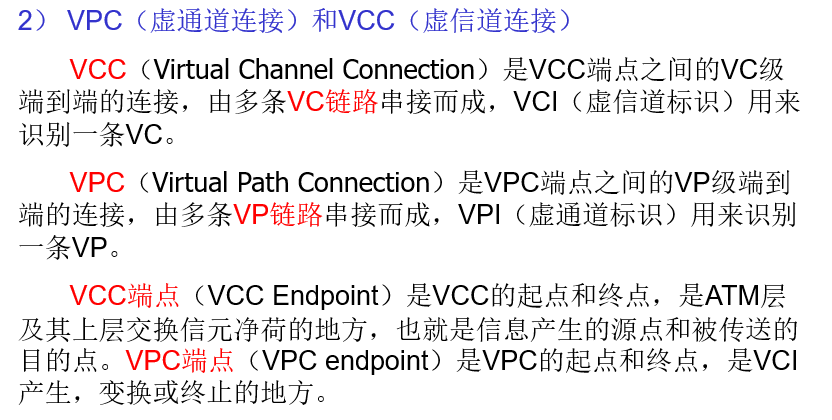 2） VPC（虚通道连接）和VCC（虚信道连接）
VCC（Virtual Channel Connection）是VCC端点之间的VC级
端到端的连接，由多条VC链路串接而成，VCI（虚信道标识）用来
识别一条VC。
VPC（Virtual Path Connection）是VPC端点之间的VP级端到
端的连接，由多条VP链路串接而成，VPI（虚通道标识）用来识别
一条VP。
VCC端点（VCC Endpoint）是VCC的起点和终点，是ATM层
及其上层交换信元净荷的地方，也就是信息产生的源点和被传送的
目的点。VPC端点（VPC endpoint）是VPC的起点和终点，是VCI
产生，变换或终止的地方。